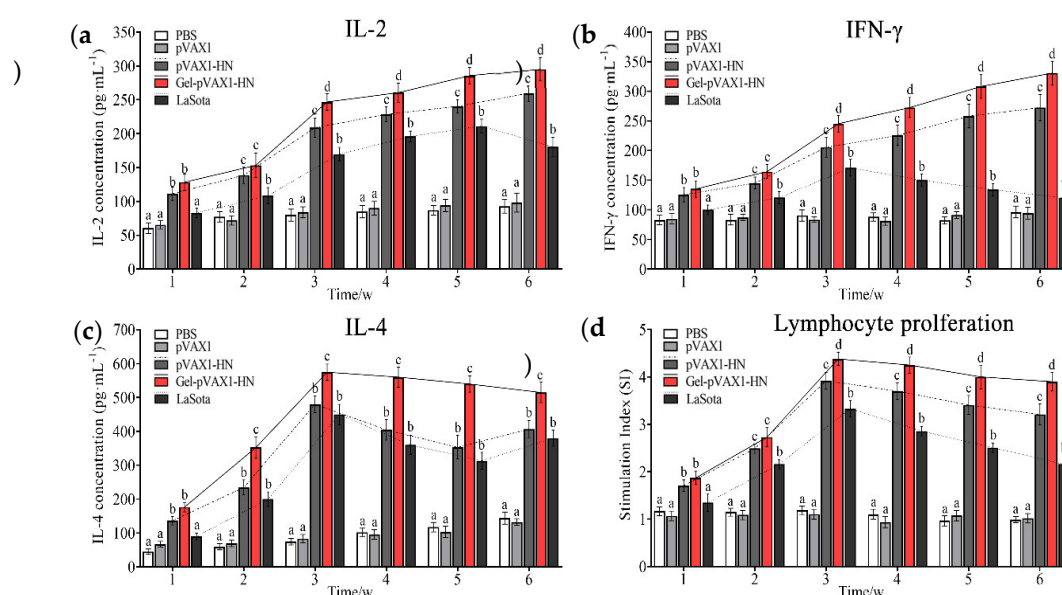 (a
IL-2
PBS
pVAX1
pVAX1-HN
Gel-pVAX1-HN
LaSota
)
)
IL-2 concentration (pg·mL⁻¹)
350
300
250
200
150
100
50
0
a a b b a
a a c c b
a a c d b
a a c d b
a a c d b
a a c d b
1 2 3 4 5 6
Time/w
(b
IFN-γ
PBS
pVAX1
pVAX1-HN
Gel-pVAX1-HN
LaSota
IFN-γ concentration (pg·mL⁻¹)
400
350
300
250
200
150
100
50
0
a a b b a
a a c c b
a a c d b
a a c d b
a a c d b
a a c d b
1 2 3 4 5 6
Time/w
(c)
IL-4
PBS
pVAX1
pVAX1-HN
Gel-pVAX1-HN
LaSota
)
IL-4 concentration (pg·mL⁻¹)
700
600
500
400
300
200
100
0
a a b b a
a a b c b
a a b c b
a a b c b
a a b c b
a a b c b
1 2 3 4 5 6
Time/w
(d
Lymphocyte prolferation
PBS
pVAX1
pVAX1-HN
Gel-pVAX1-HN
LaSota
Stimulation Index (SI)
5
4
3
2
1
0
a a b b a
a a c c b
a a c d b
a a c d b
a a c d b
a a c d b
1 2 3 4 5 6
Time/w